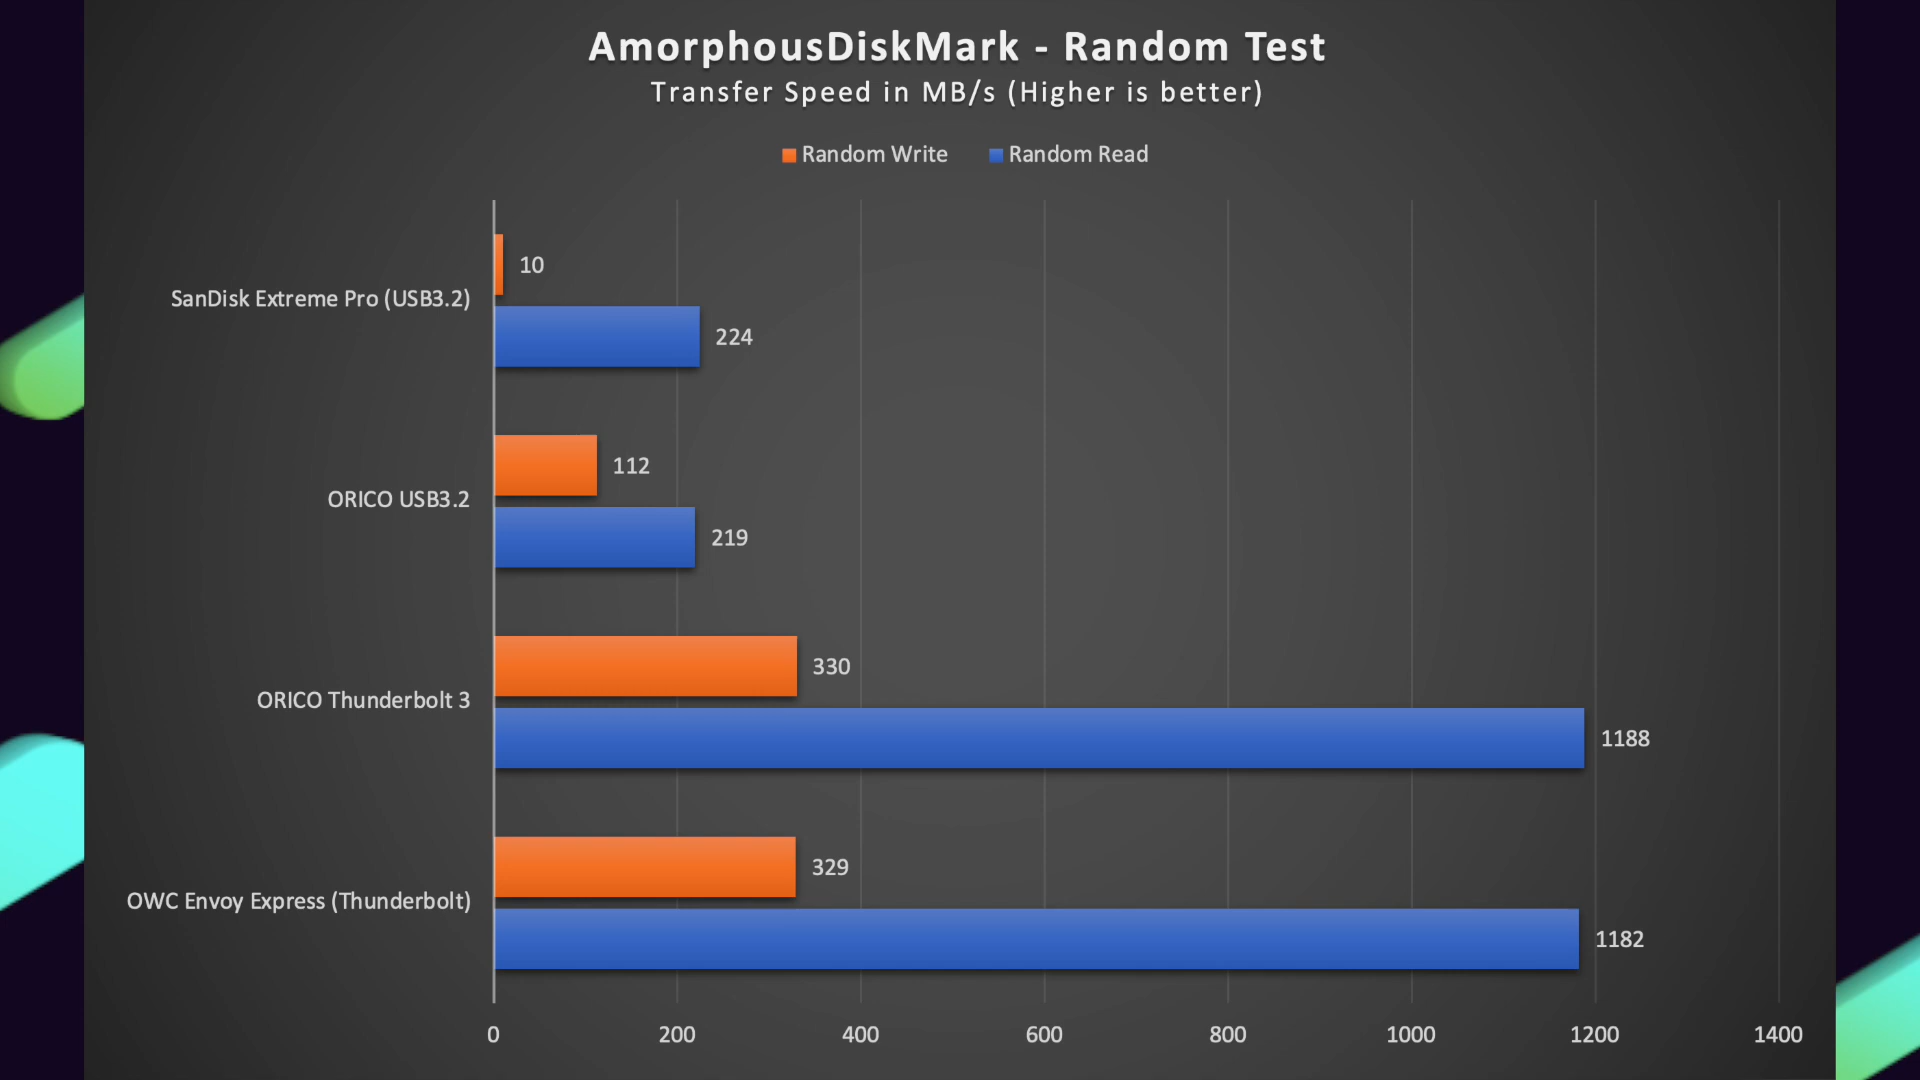 AmorphousDiskMark - Random Test
Transfer Speed in MB/s (Higher is better)
Random Write Random Read
SanDisk Extreme Pro (USB3.2)
10
224
ORICO USB3.2
112
219
ORICO Thunderbolt 3
330
1188
OWC Envoy Express (Thunderbolt)
329
1182
0 200 400 600 800 1000 1200 1400